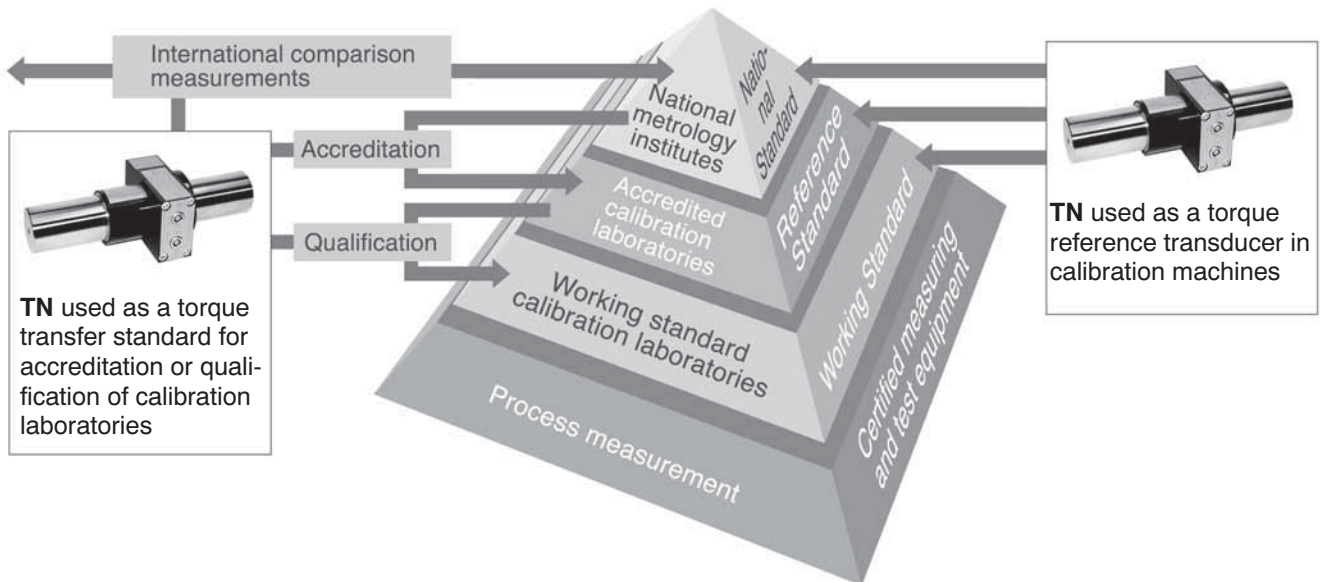 International comparison
measurements
Accreditation
Qualification
TN used as a torque
transfer standard for
accreditation or quali-
fication of calibration
laboratories
National
metrology
institutes
Natio-
nal
Standard
Accredited
calibration
laboratories
Reference
Standard
Working standard
calibration laboratories
Working Standard
Process measurement
Certified measuring
and test equipment
TN used as a torque
reference transducer in
calibration machines